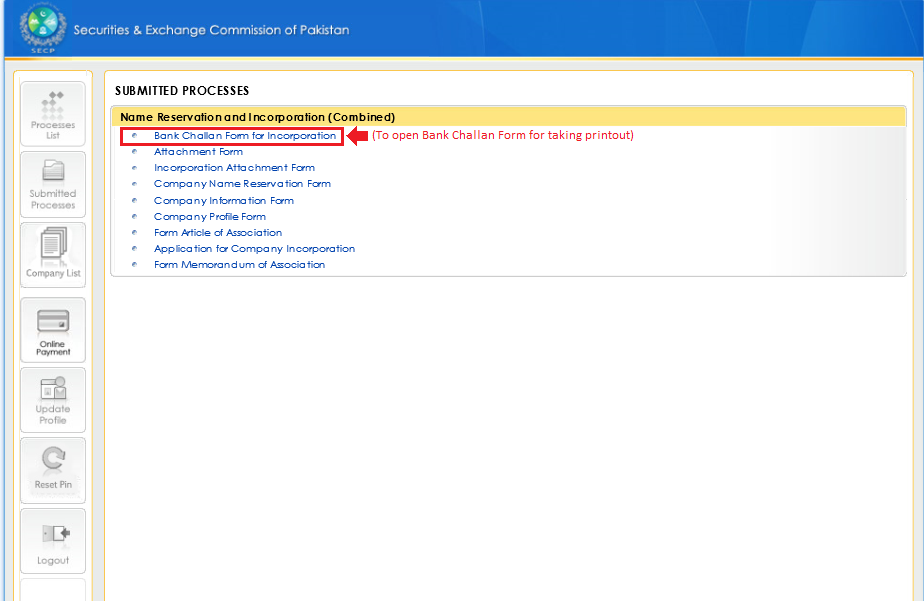 Securities & Exchange Commission of Pakistan
SECP
Processes
List
Submitted
Processes
Company List
Online
Payment
Update
Profile
Reset Pin
Logout
SUBMITTED PROCESSES
Name Reservation and Incorporation (Combined)
Bank Challan Form for Incorporation (To open Bank Challan Form for taking printout)
Attachment Form
Incorporation Attachment Form
Company Name Reservation Form
Company Information Form
Company Profile Form
Form Article of Association
Application for Company Incorporation
Form Memorandum of Association